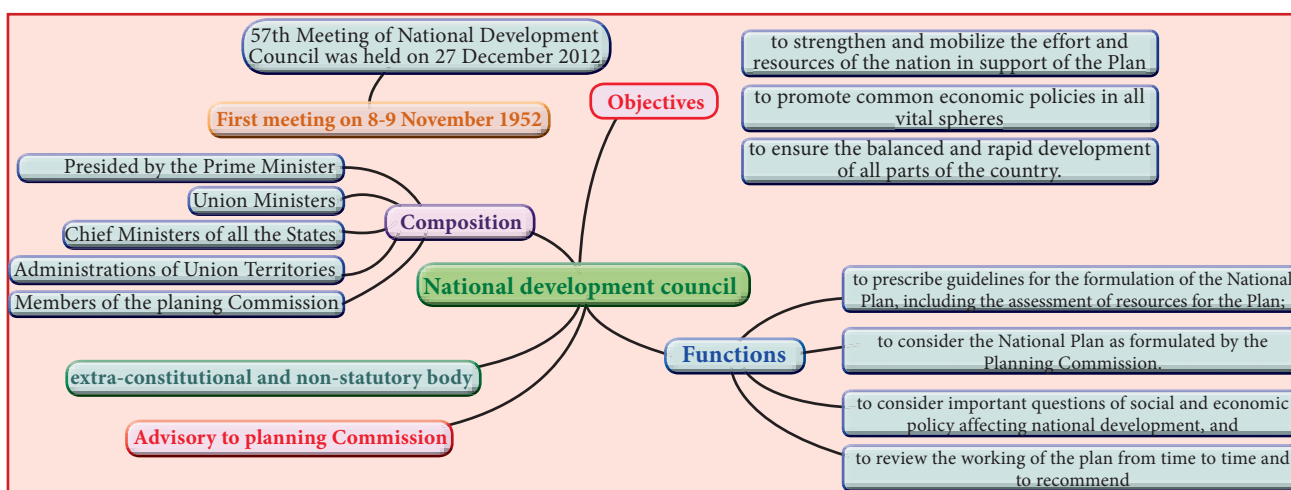 57th Meeting of National Development
Council was held on 27 December 2012
First meeting on 8-9 November 1952
Objectives
to strengthen and mobilize the effort and
resources of the nation in support of the Plan
to promote common economic policies in all
vital spheres
to ensure the balanced and rapid development
of all parts of the country.
Presided by the Prime Minister
Union Ministers
Chief Ministers of all the States
Administrations of Union Territories
Members of the planing Commission
Composition
National development council
extra-constitutional and non-statutory body
Advisory to planning Commission
Functions
to prescribe guidelines for the formulation of the National
Plan, including the assessment of resources for the Plan;
to consider the National Plan as formulated by the
Planning Commission.
to consider important questions of social and economic
policy affecting national development, and
to review the working of the plan from time to time and
to recommend